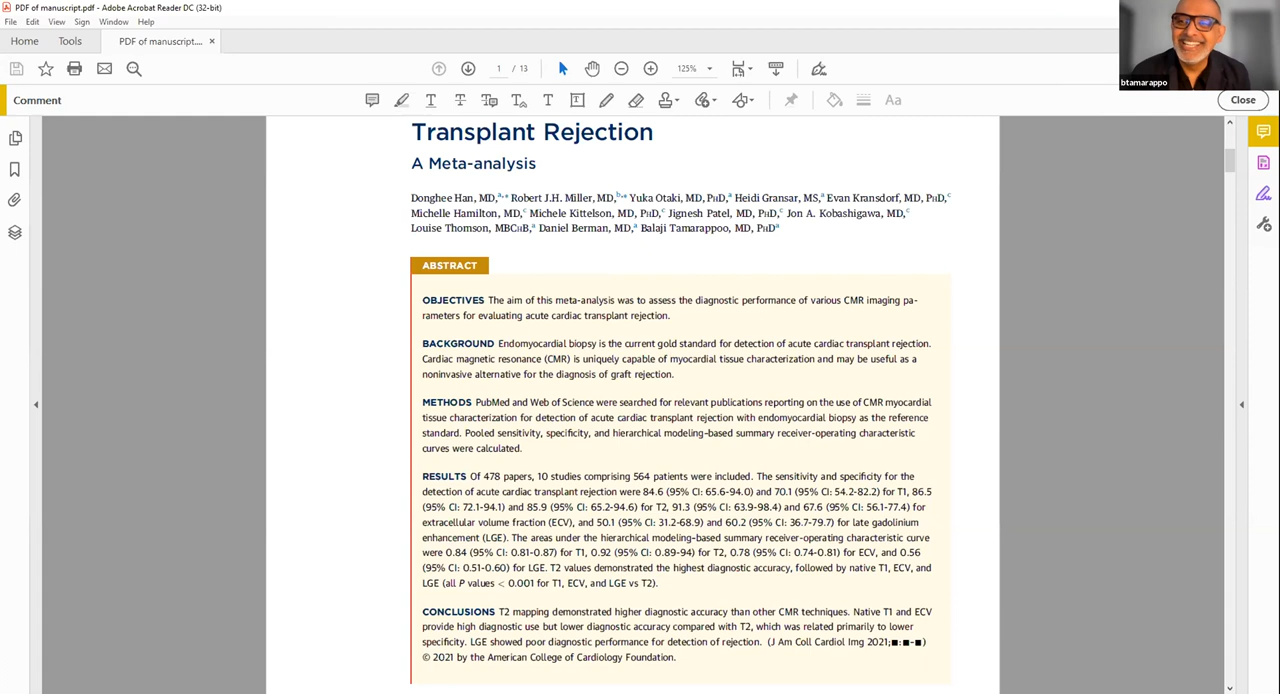 PDF of manuscript.pdf - Adobe Acrobat Reader DC (32-bit)
File Edit View Sign Window Help
Home Tools PDF of manuscript.... ×
1 / 13 125%
btamarappo
Comment
Aa
Close
Transplant Rejection
A Meta-analysis
Donghee Han, MD,a,* Robert J.H. Miller, MD,b,* Yuka Otaki, MD, PhD,a Heidi Gransar, MS,a Evan Kransdorf, MD, PhD,c
Michelle Hamilton, MD,c Michele Kittelson, MD, PhD,c Jignesh Patel, MD, PhD,c Jon A. Kobashigawa, MD,c
Louise Thomson, MBChB,a Daniel Berman, MD,a Balaji Tamarappoo, MD, PhDa
ABSTRACT
OBJECTIVES The aim of this meta-analysis was to assess the diagnostic performance of various CMR imaging pa-
rameters for evaluating acute cardiac transplant rejection.
BACKGROUND Endomyocardial biopsy is the current gold standard for detection of acute cardiac transplant rejection.
Cardiac magnetic resonance (CMR) is uniquely capable of myocardial tissue characterization and may be useful as a
noninvasive alternative for the diagnosis of graft rejection.
METHODS PubMed and Web of Science were searched for relevant publications reporting on the use of CMR myocardial
tissue characterization for detection of acute cardiac transplant rejection with endomyocardial biopsy as the reference
standard. Pooled sensitivity, specificity, and hierarchical modeling-based summary receiver-operating characteristic
curves were calculated.
RESULTS Of 478 papers, 10 studies comprising 564 patients were included. The sensitivity and specificity for the
detection of acute cardiac transplant rejection were 84.6 (95% CI: 65.6-94.0) and 70.1 (95% CI: 54.2-82.2) for T1, 86.5
(95% CI: 72.1-94.1) and 85.9 (95% CI: 65.2-94.6) for T2, 91.3 (95% CI: 63.9-98.4) and 67.6 (95% CI: 56.1-77.4) for
extracellular volume fraction (ECV), and 50.1 (95% CI: 31.2-68.9) and 60.2 (95% CI: 36.7-79.7) for late gadolinium
enhancement (LGE). The areas under the hierarchical modeling-based summary receiver-operating characteristic curve
were 0.84 (95% CI: 0.81-0.87) for T1, 0.92 (95% CI: 0.89-94) for T2, 0.78 (95% CI: 0.74-0.81) for ECV, and 0.56
(95% CI: 0.51-0.60) for LGE. T2 values demonstrated the highest diagnostic accuracy, followed by native T1, ECV, and
LGE (all P values < 0.001 for T1, ECV, and LGE vs T2).
CONCLUSIONS T2 mapping demonstrated higher diagnostic accuracy than other CMR techniques. Native T1 and ECV
provide high diagnostic use but lower diagnostic accuracy compared with T2, which was related primarily to lower
specificity. LGE showed poor diagnostic performance for detection of rejection. (J Am Coll Cardiol Img 2021;■:■-■)
© 2021 by the American College of Cardiology Foundation.